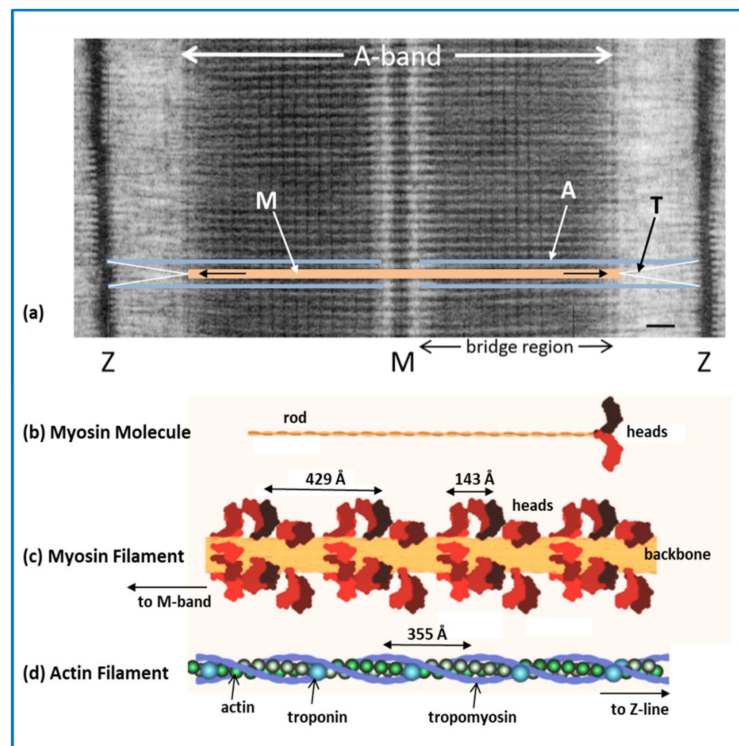 A-band
M
A
T
(a)
bridge region
Z
M
Z
(b) Myosin Molecule
rod
heads
429 Å
143 Å
heads
(c) Myosin Filament
backbone
to M-band
355 Å
(d) Actin Filament
actin
troponin
tropomyosin
to Z-line